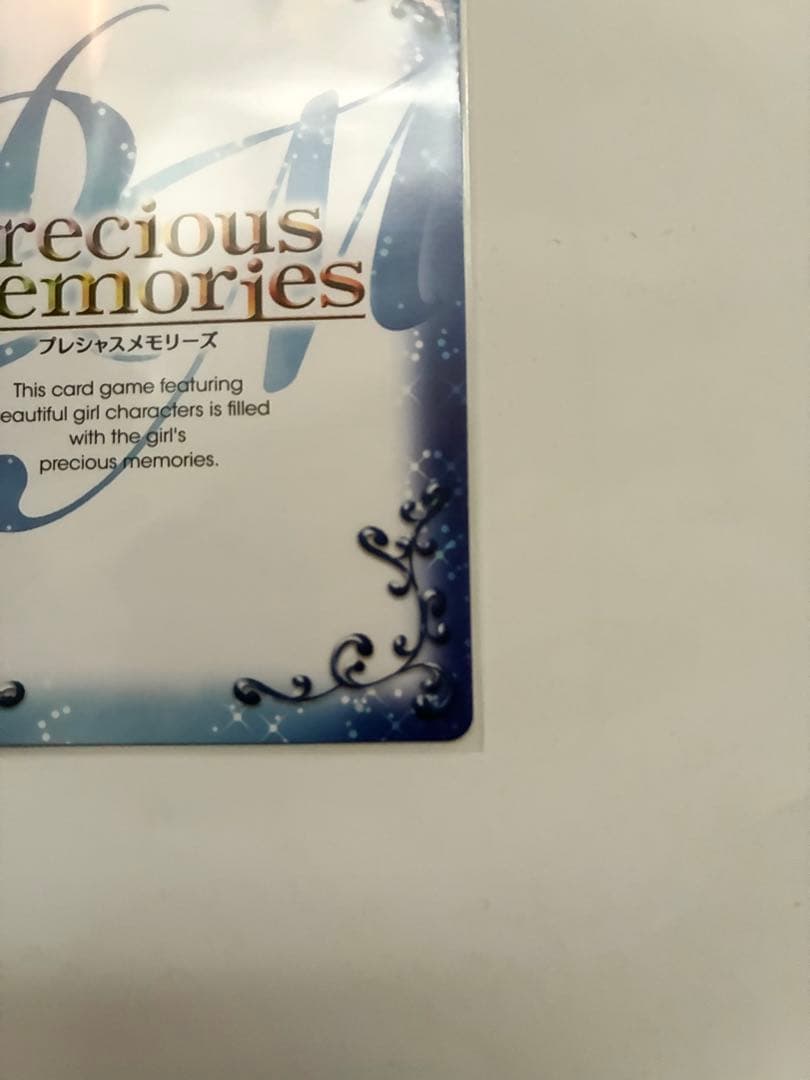 recious
emories
プレシャスメモリーズ
This card game featuring
eautiful girl characters is filled
with the girl's
precious memories.